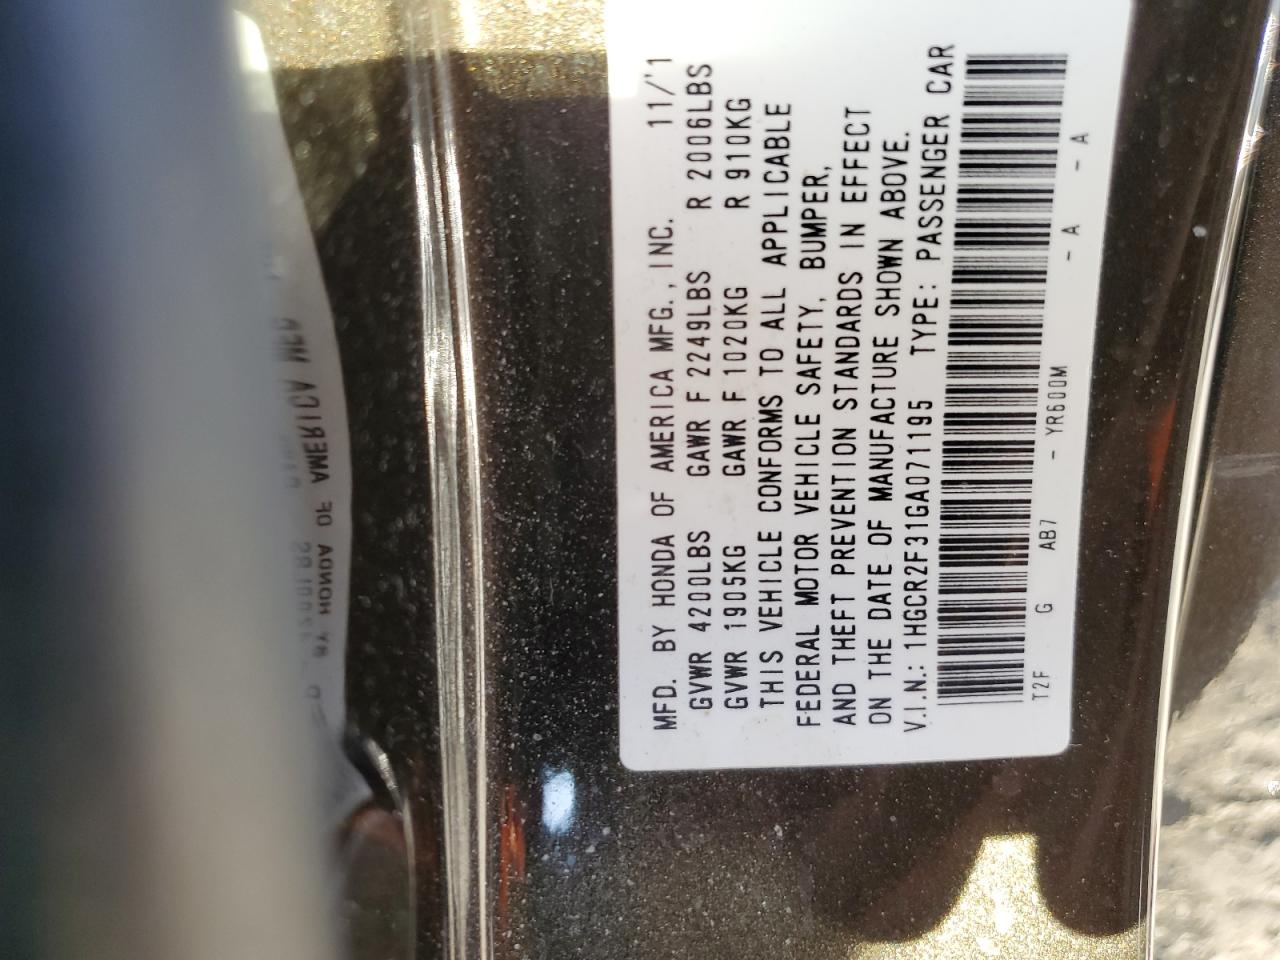 MFD. BY HONDA OF AMERICA MFG., INC. 11/'1
GVWR 4200LBS GAWR F 2249LBS R 2006LBS
GVWR 1905KG GAWR F 1020KG R 910KG
THIS VEHICLE CONFORMS TO ALL APPLICABLE
FEDERAL MOTOR VEHICLE SAFETY, BUMPER,
AND THEFT PREVENTION STANDARDS IN EFFECT
ON THE DATE OF MANUFACTURE SHOWN ABOVE.
V.I.N.: 1HGCR2F31GA071195 TYPE: PASSENGER CAR
T2F G AB7 - YR600M - A - A